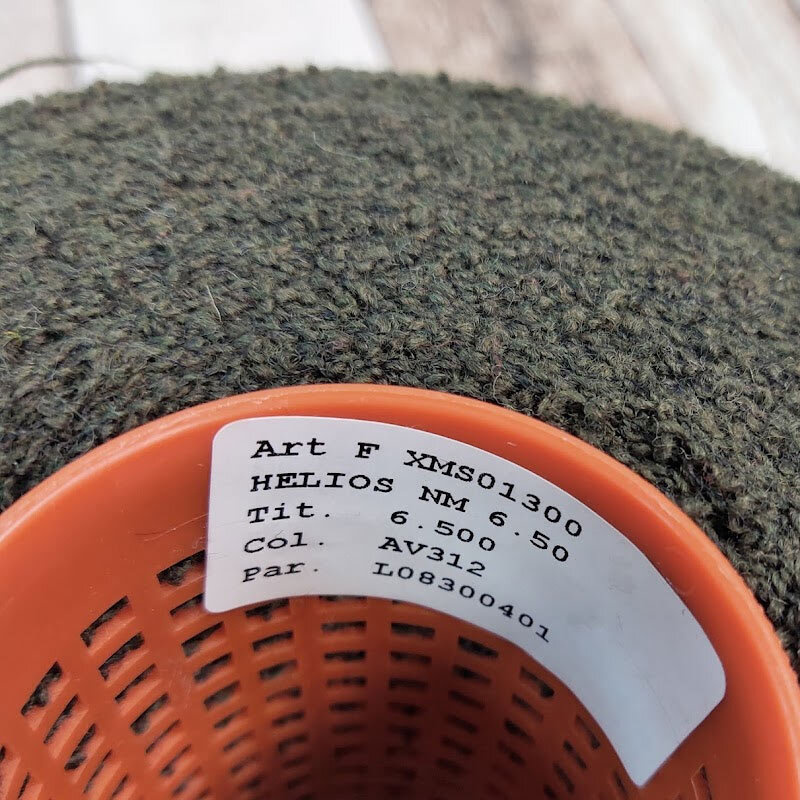 Art F XMS01300
HELIOS NM 6.50
Tit. 6.500
Col. AV312
Par. L08300401